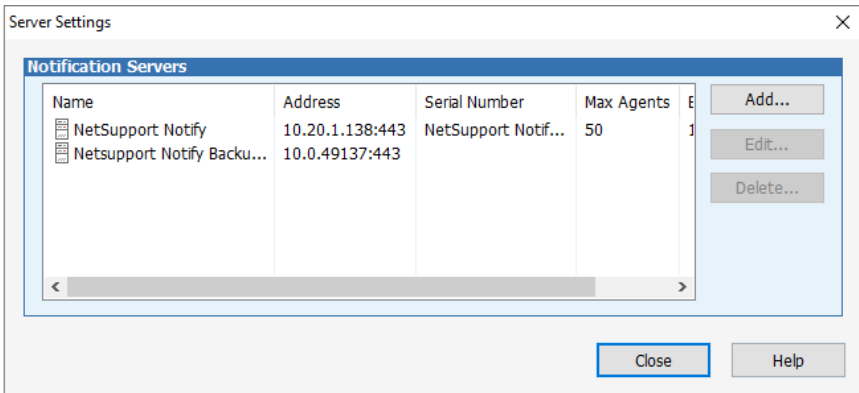 Server Settings
Notification Servers
Name Address Serial Number Max Agents E
NetSupport Notify 10.20.1.138:443 NetSupport Notif... 50 1
Netsupport Notify Backu... 10.0.49137:443
Add...
Edit...
Delete...
Close Help